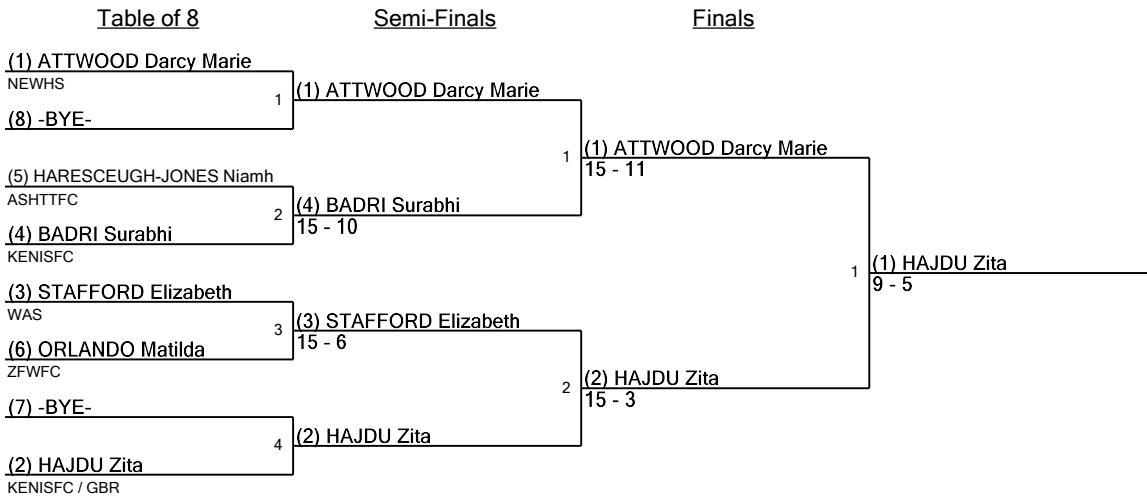 Table of 8
Semi-Finals
Finals
(1) ATTWOOD Darcy Marie
NEWHS
1
(8) -BYE-
(1) ATTWOOD Darcy Marie
(5) HARESCEUGH-JONES Niamh
ASHTTFC
2
(4) BADRI Surabhi
KENISFC
(4) BADRI Surabhi
15 - 10
1
(1) ATTWOOD Darcy Marie
15 - 11
(3) STAFFORD Elizabeth
WAS
3
(6) ORLANDO Matilda
ZFWFC
(3) STAFFORD Elizabeth
15 - 6
(7) -BYE-
4
(2) HAJDU Zita
KENISFC / GBR
(2) HAJDU Zita
2
(2) HAJDU Zita
15 - 3
1
(1) HAJDU Zita
9 - 5